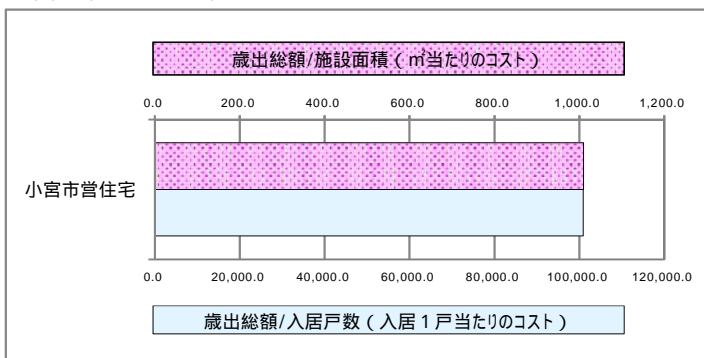 歳出総額/施設面積（㎡当たりのコスト）
0.0 200.0 400.0 600.0 800.0 1,000.0 1,200.0
小宮市営住宅
0.0 20,000.0 40,000.0 60,000.0 80,000.0 100,000.0 120,000.0
歳出総額/入居戸数（入居１戸当たりのコスト）